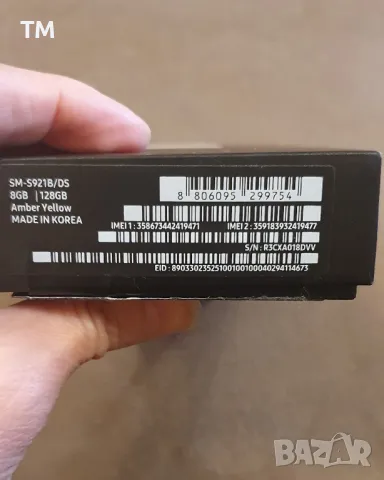 TM
SM-S921B/DS
8GB | 128GB
Amber Yellow
MADE IN KOREA
8 806095 299754
IMEI 1: 358673442419471
IMEI 2: 359183932419477
S/N: R3CXA018DVV
EID: 89033023525100100100040294114673
BAZAR